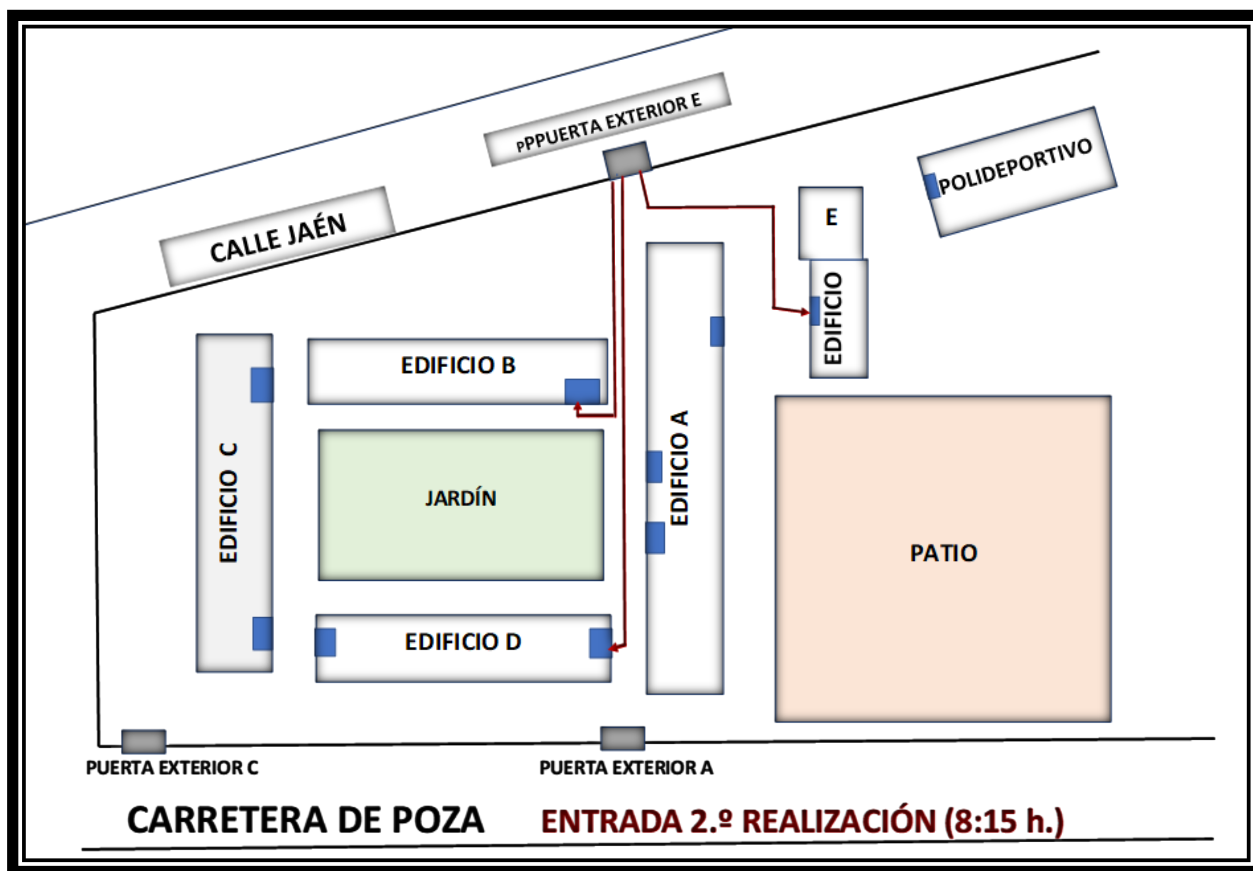 PPPUERTA EXTERIOR E
CALLE JAÉN
POLIDEPORTIVO
E
EDIFICIO
EDIFICIO B
EDIFICIO C
EDIFICIO A
JARDÍN
PATIO
EDIFICIO D
PUERTA EXTERIOR C
PUERTA EXTERIOR A
CARRETERA DE POZA
ENTRADA 2.º REALIZACIÓN (8:15 h.)